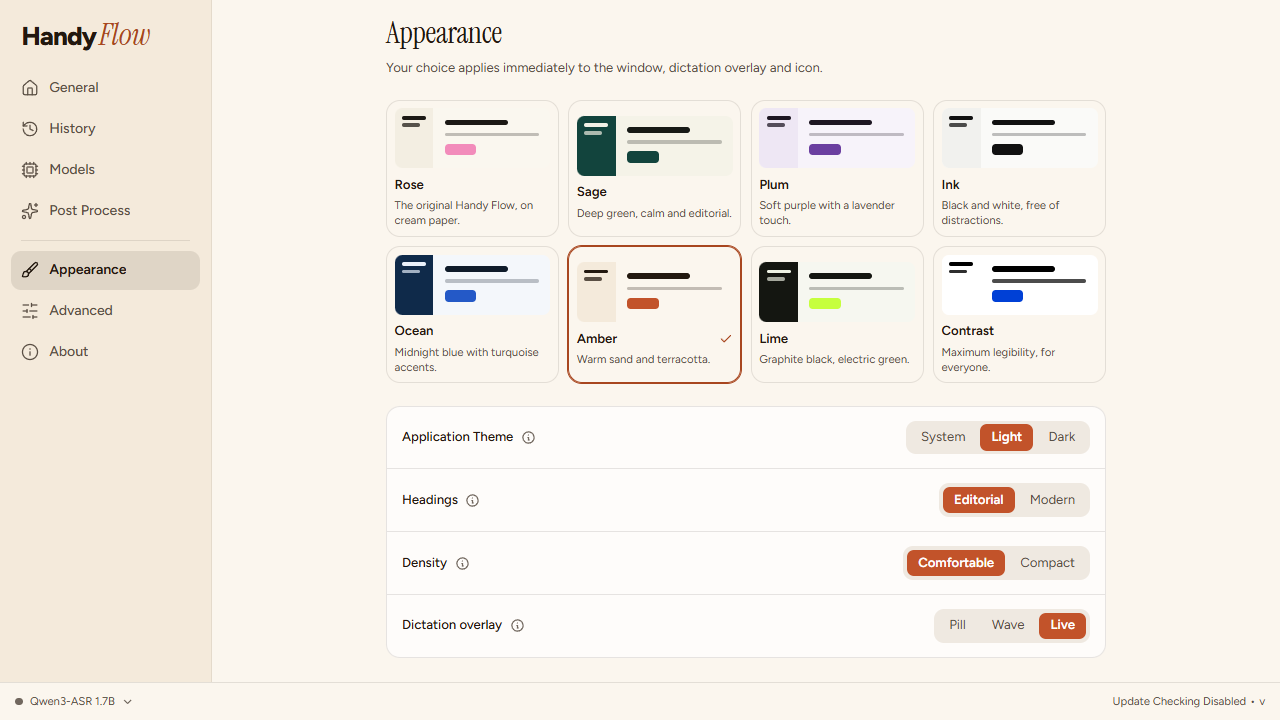 Handy Flow
General
History
Models
Post Process
Appearance
Advanced
About
Appearance
Your choice applies immediately to the window, dictation overlay and icon.
Rose
The original Handy Flow, on
cream paper.
Sage
Deep green, calm and editorial.
Plum
Soft purple with a lavender
touch.
Ink
Black and white, free of
distractions.
Ocean
Midnight blue with turquoise
accents.
Amber
Warm sand and terracotta.
Lime
Graphite black, electric green.
Contrast
Maximum legibility, for
everyone.
Application Theme
System Light Dark
Headings
Editorial Modern
Density
Comfortable Compact
Dictation overlay
Pill Wave Live
Qwen3-ASR 1.7B
Update Checking Disabled • v